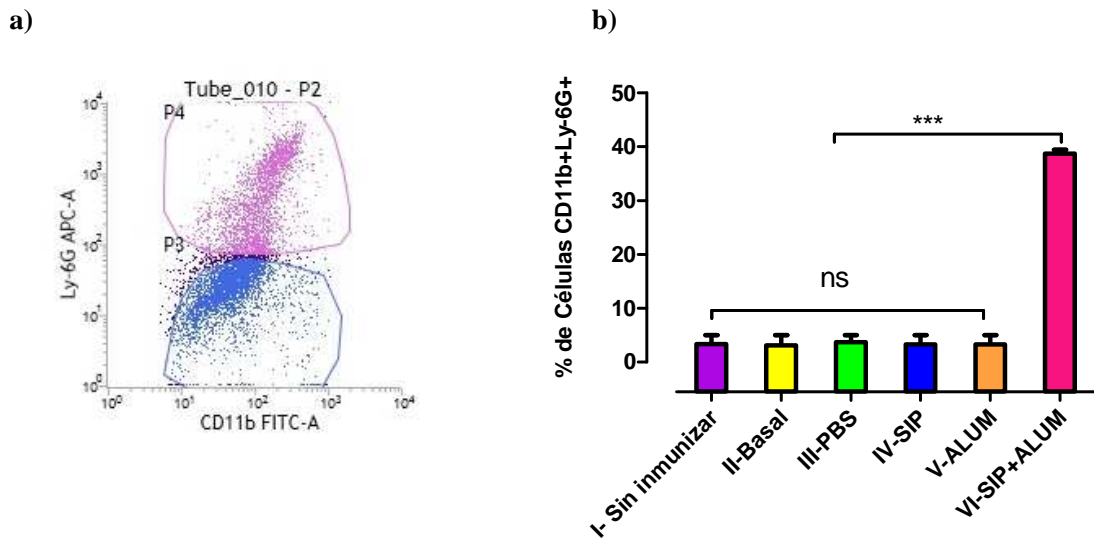 a)
Tube_010 - P2
P4
P3
10^4
10^3
10^2
10^1
10^0
Ly-6G APC-A
10^0 10^1 10^2 10^3 10^4
CD11b FITC-A
b)
% de Células CD11b+Ly-6G+
50
40
30
20
10
0
***
ns
I- Sin inmunizar
II-Basal
III-PBS
IV-SIP
V-ALUM
VI-SIP+ALUM